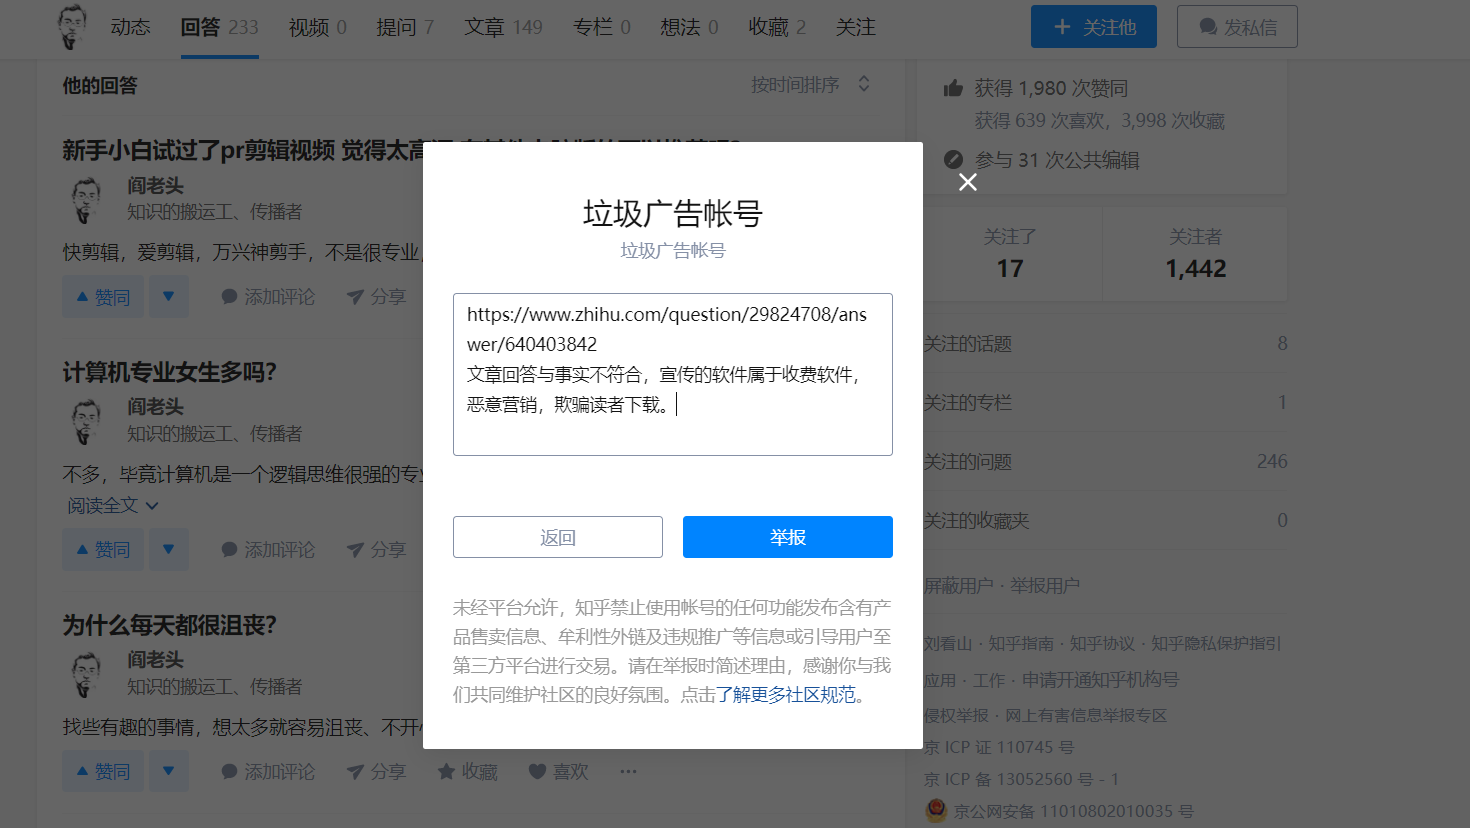 动态 回答 233 视频 0 提问 7 文章 149 专栏 0 想法 0 收藏 2 关注
关注他 发私信
他的回答 按时间排序
新手小白试过了pr剪辑视频 觉得太高
阎老头
知识的搬运工、传播者
快剪辑，爱剪辑，万兴神剪手，不是很专业，
赞同 添加评论 分享
计算机专业女生多吗？
阎老头
知识的搬运工、传播者
不多，毕竟计算机是一个逻辑思维很强的专
阅读全文
赞同 添加评论 分享
为什么每天都很沮丧？
阎老头
知识的搬运工、传播者
找些有趣的事情，想太多就容易沮丧、不开
赞同 添加评论 分享 收藏 喜欢 ···
垃圾广告帐号
垃圾广告帐号
https://www.zhihu.com/question/29824708/ans
wer/640403842
文章回答与事实不符合，宣传的软件属于收费软件，
恶意营销，欺骗读者下载。
返回 举报
未经平台允许，知乎禁止使用帐号的任何功能发布含有产
品售卖信息、牟利性外链及违规推广等信息或引导用户至
第三方平台进行交易。请在举报时简述理由，感谢你与我
们共同维护社区的良好氛围。点击了解更多社区规范。
获得 1,980 次赞同
获得 639 次喜欢，3,998 次收藏
参与 31 次公共编辑
关注了 关注者
17 1,442
关注的话题 8
关注的专栏 1
关注的问题 246
关注的收藏夹 0
屏蔽用户 · 举报用户
刘看山 · 知乎指南 · 知乎协议 · 知乎隐私保护指引
应用 · 工作 · 申请开通知乎机构号
侵权举报 · 网上有害信息举报专区
京 ICP 证 110745 号
京 ICP 备 13052560 号 - 1
京公网安备 11010802010035 号